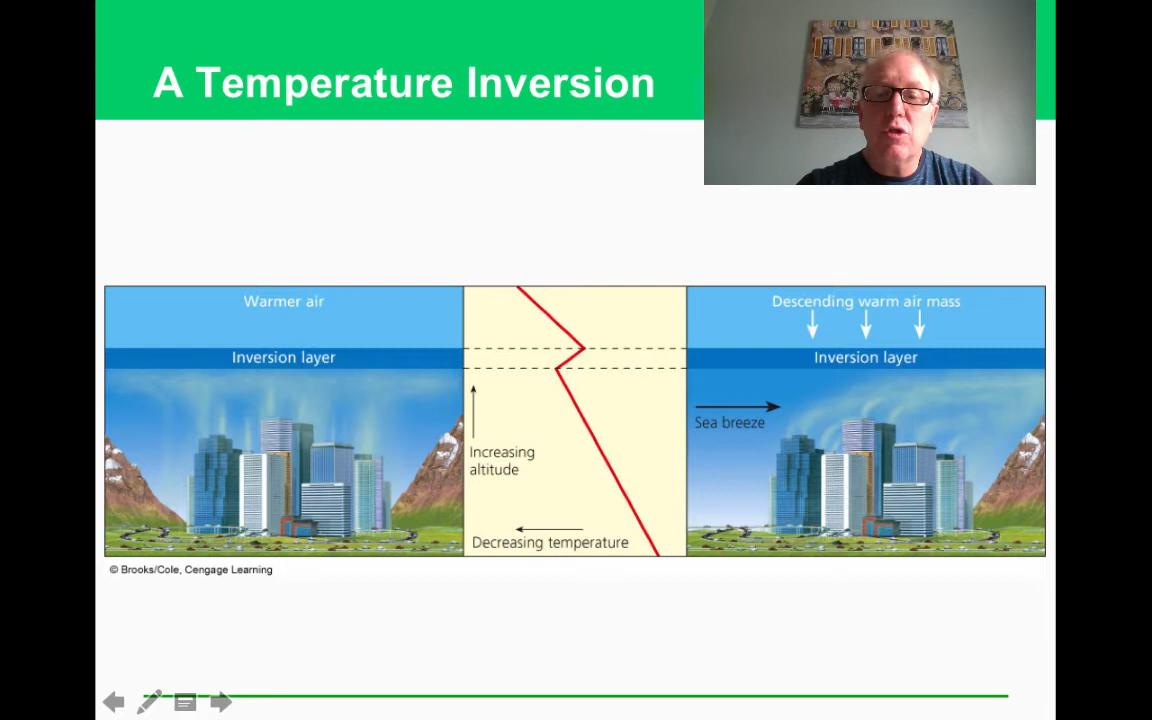 A Temperature Inversion
Warmer air
Inversion layer
Increasing
altitude
Decreasing temperature
Descending warm air mass
Inversion layer
Sea breeze
© Brooks/Cole, Cengage Learning